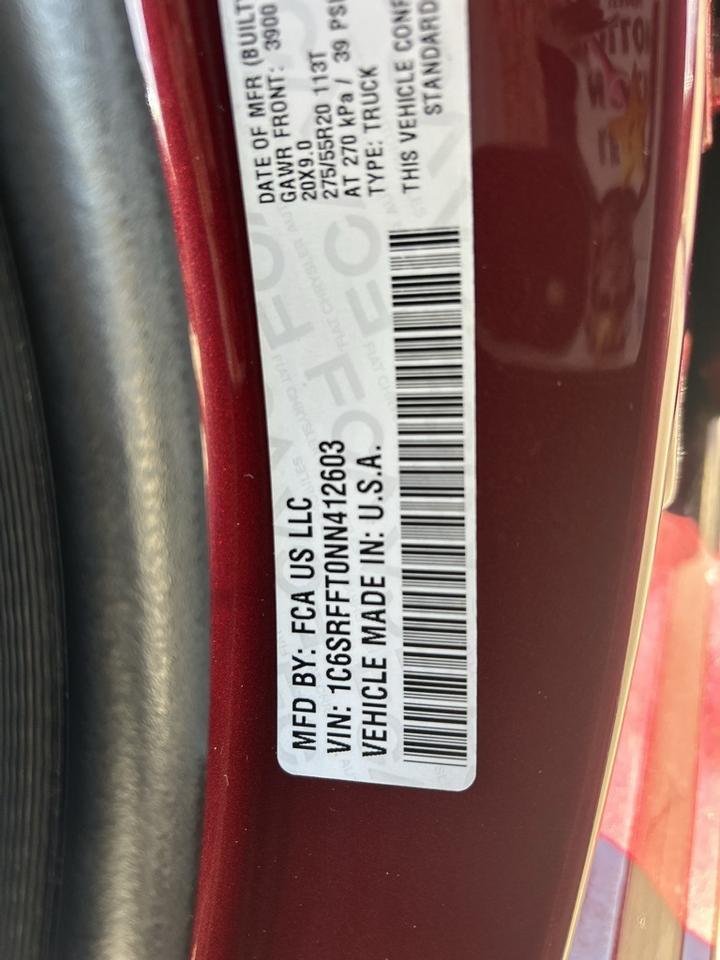 MFD BY: FCA US LLC
VIN: 1C6SRFFT0NN412603
VEHICLE MADE IN: U.S.A.
DATE OF MFR (BUILT
GAWR FRONT: 3900
20X9.0
275/55R20 113T
AT 270 kPa / 39 PSI
TYPE: TRUCK
THIS VEHICLE CONF
STANDARD